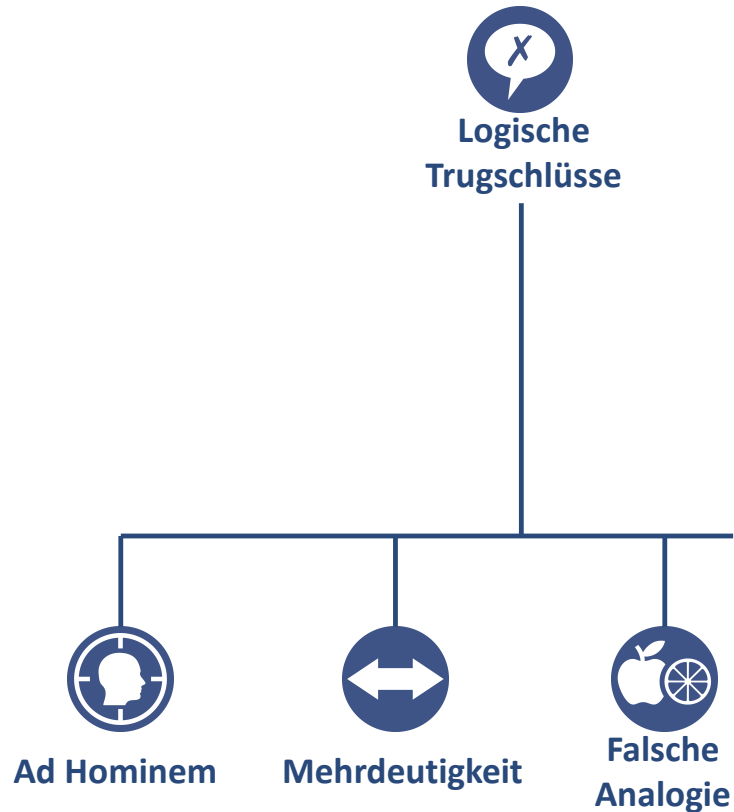 Logische
Trugschlüsse
Ad Hominem
Mehrdeutigkeit
Falsche
Analogie